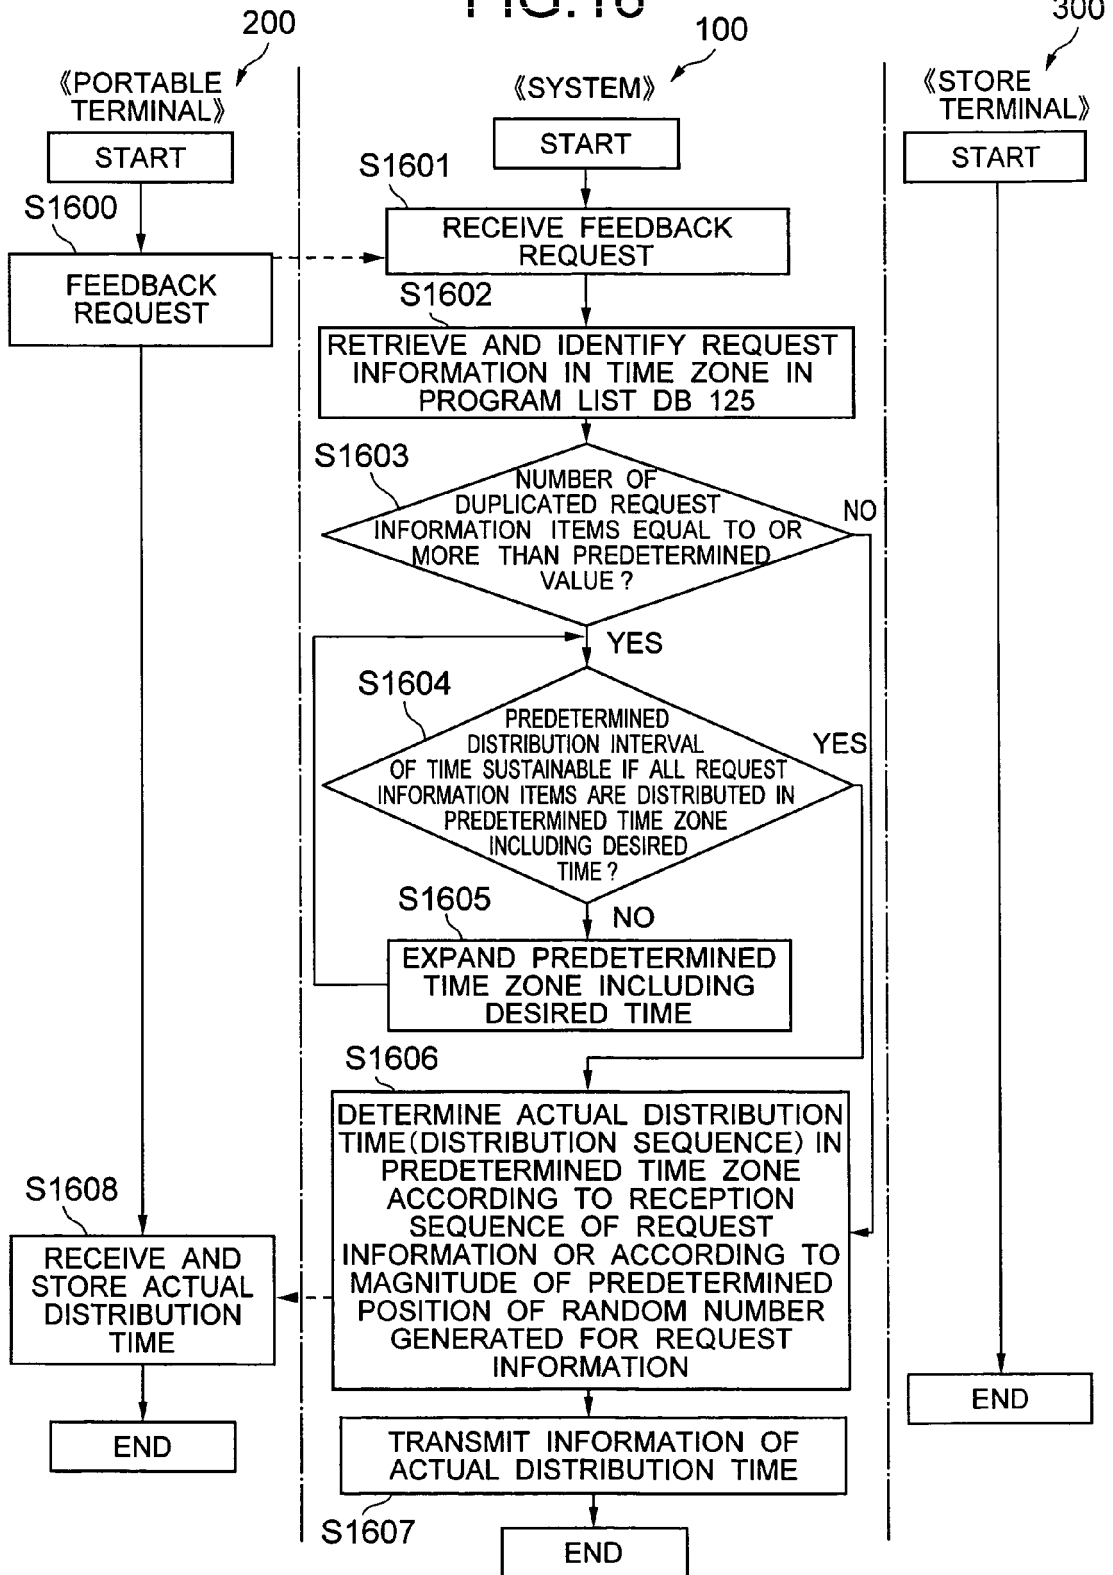 200
100
300
《PORTABLE
TERMINAL》
START
S1600
FEEDBACK
REQUEST
S1608
RECEIVE AND
STORE ACTUAL
DISTRIBUTION
TIME
END
《SYSTEM》
START
S1601
RECEIVE FEEDBACK
REQUEST
S1602
RETRIEVE AND IDENTIFY REQUEST
INFORMATION IN TIME ZONE IN
PROGRAM LIST DB 125
S1603
NUMBER OF
DUPLICATED REQUEST
INFORMATION ITEMS EQUAL TO OR
MORE THAN PREDETERMINED
VALUE?
NO
YES
S1604
PREDETERMINED
DISTRIBUTION INTERVAL
OF TIME SUSTAINABLE IF ALL REQUEST
INFORMATION ITEMS ARE DISTRIBUTED IN
PREDETERMINED TIME ZONE
INCLUDING DESIRED
TIME?
YES
NO
S1605
EXPAND PREDETERMINED
TIME ZONE INCLUDING
DESIRED TIME
S1606
DETERMINE ACTUAL DISTRIBUTION
TIME(DISTRIBUTION SEQUENCE) IN
PREDETERMINED TIME ZONE
ACCORDING TO RECEPTION
SEQUENCE OF REQUEST
INFORMATION OR ACCORDING TO
MAGNITUDE OF PREDETERMINED
POSITION OF RANDOM NUMBER
GENERATED FOR REQUEST
INFORMATION
TRANSMIT INFORMATION OF
ACTUAL DISTRIBUTION TIME
S1607
END
《STORE
TERMINAL》
START
END